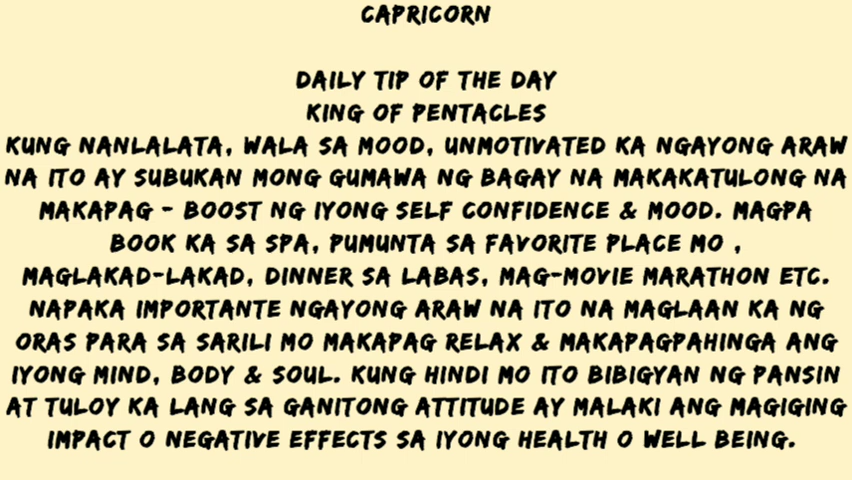 CAPRICORN
DAILY TIP OF THE DAY
KING OF PENTACLES
KUNG NANLALATA, WALA SA MOOD, UNMOTIVATED KA NGAYONG ARAW
NA ITO AY SUBUKAN MONG GUMAWA NG BAGAY NA MAKAKATULONG NA
MAKAPAG - BOOST NG IYONG SELF CONFIDENCE & MOOD. MAGPA
BOOK KA SA SPA, PUMUNTA SA FAVORITE PLACE MO ,
MAGLAKAD-LAKAD, DINNER SA LABAS, MAG-MOVIE MARATHON ETC.
NAPAKA IMPORTANTE NGAYONG ARAW NA ITO NA MAGLAAN KA NG
ORAS PARA SA SARILI MO MAKAPAG RELAX & MAKAPAGPAHINGA ANG
IYONG MIND, BODY & SOUL. KUNG HINDI MO ITO BIBIGYAN NG PANSIN
AT TULOY KA LANG SA GANITONG ATTITUDE AY MALAKI ANG MAGIGING
IMPACT O NEGATIVE EFFECTS SA IYONG HEALTH O WELL BEING.